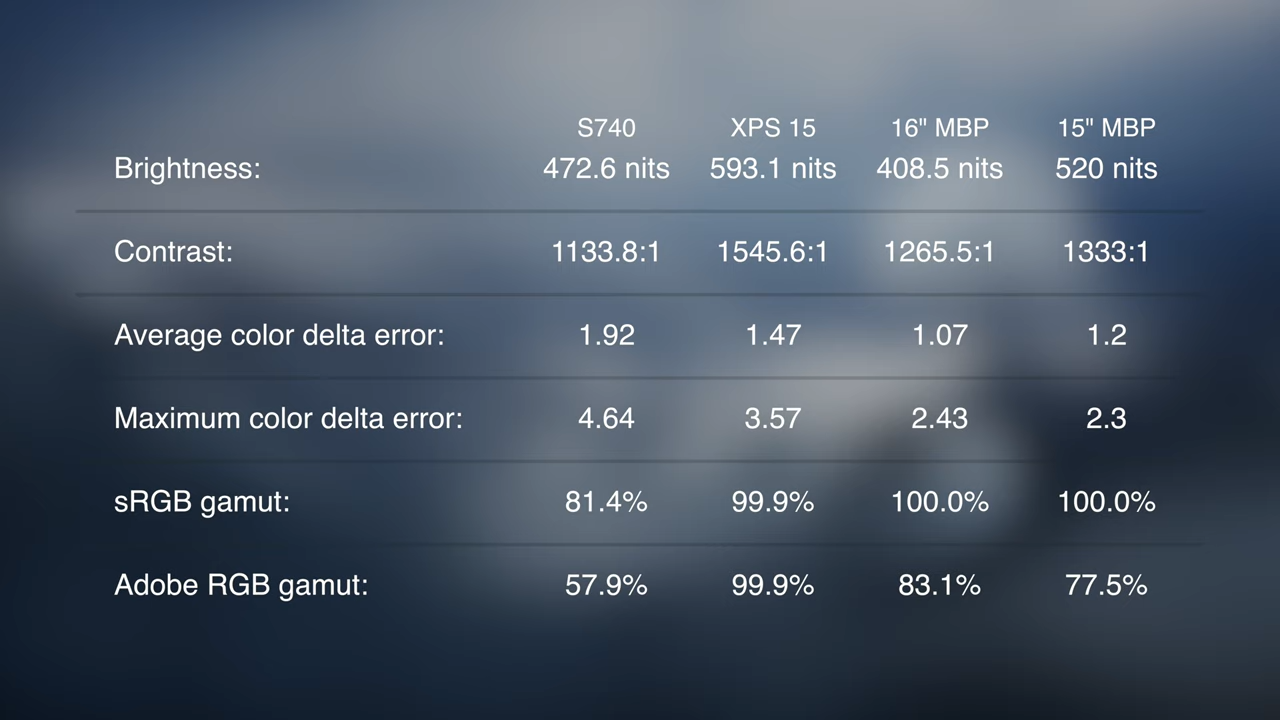 S740 XPS 15 16" MBP 15" MBP
Brightness: 472.6 nits 593.1 nits 408.5 nits 520 nits
Contrast: 1133.8:1 1545.6:1 1265.5:1 1333:1
Average color delta error: 1.92 1.47 1.07 1.2
Maximum color delta error: 4.64 3.57 2.43 2.3
sRGB gamut: 81.4% 99.9% 100.0% 100.0%
Adobe RGB gamut: 57.9% 99.9% 83.1% 77.5%